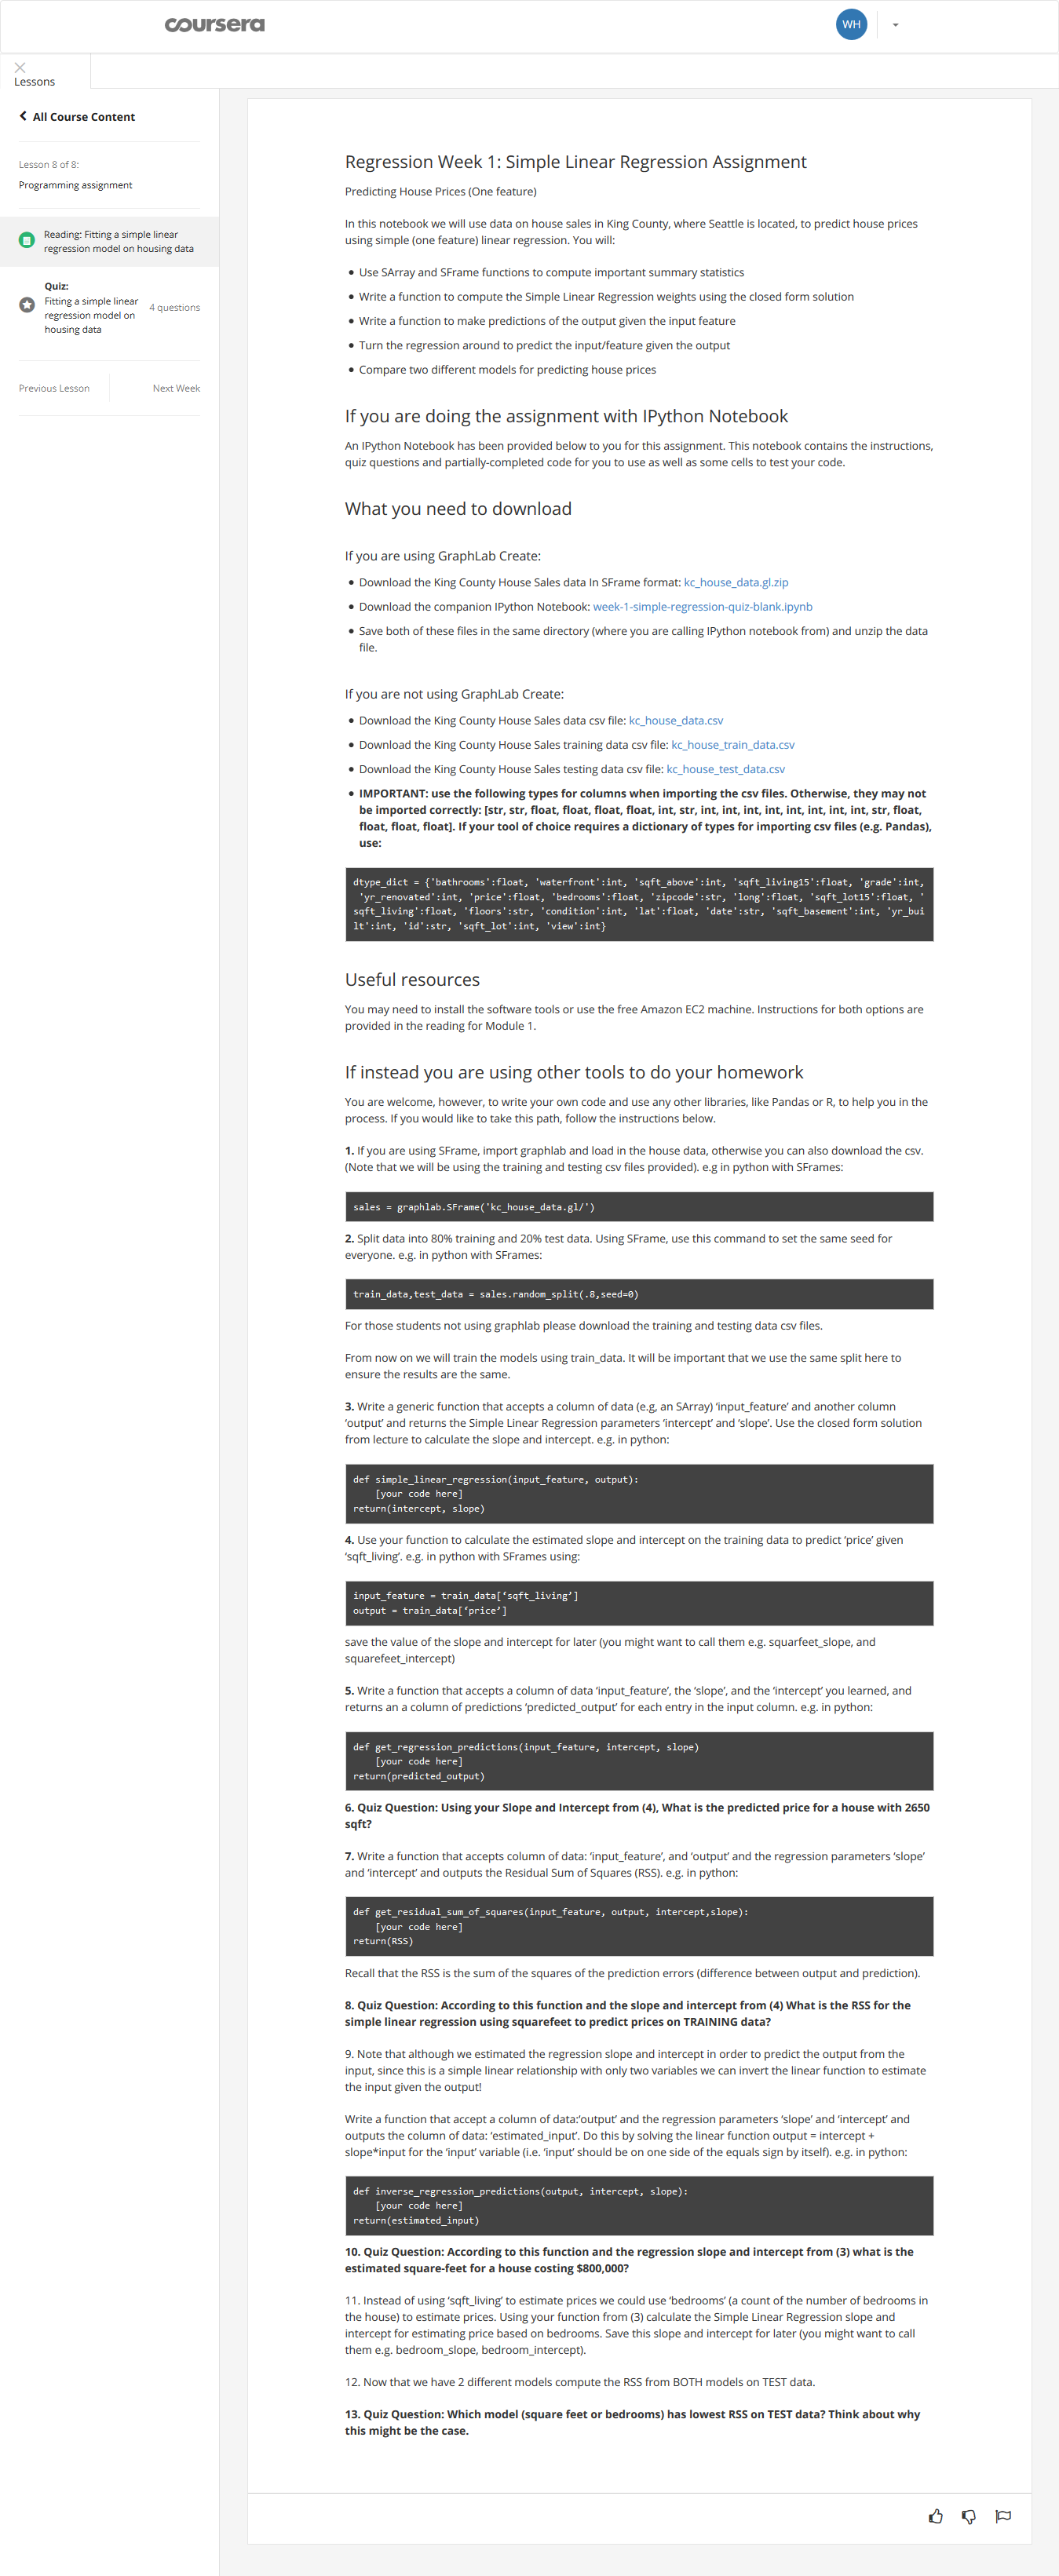 coursera
WH
Lessons
All Course Content
Lesson 8 of 8:
Programming assignment
Reading: Fitting a simple linear
regression model on housing data
Quiz:
Fitting a simple linear
regression model on
housing data
4 questions
Previous Lesson
Next Week
Regression Week 1: Simple Linear Regression Assignment
Predicting House Prices (One feature)
In this notebook we will use data on house sales in King County, where Seattle is located, to predict house prices
using simple (one feature) linear regression. You will:
• Use SArray and SFrame functions to compute important summary statistics
• Write a function to compute the Simple Linear Regression weights using the closed form solution
• Write a function to make predictions of the output given the input feature
• Turn the regression around to predict the input/feature given the output
• Compare two different models for predicting house prices
If you are doing the assignment with IPython Notebook
An IPython Notebook has been provided below to you for this assignment. This notebook contains the instructions,
quiz questions and partially-completed code for you to use as well as some cells to test your code.
What you need to download
If you are using GraphLab Create:
• Download the King County House Sales data In SFrame format: kc_house_data.gl.zip
• Download the companion IPython Notebook: week-1-simple-regression-quiz-blank.ipynb
• Save both of these files in the same directory (where you are calling IPython notebook from) and unzip the data
file.
If you are not using GraphLab Create:
• Download the King County House Sales data csv file: kc_house_data.csv
• Download the King County House Sales training data csv file: kc_house_train_data.csv
• Download the King County House Sales testing data csv file: kc_house_test_data.csv
• IMPORTANT: use the following types for columns when importing the csv files. Otherwise, they may not
be imported correctly: [str, str, float, float, float, float, int, str, int, int, int, int, int, int, int, int, str, float,
float, float, float]. If your tool of choice requires a dictionary of types for importing csv files (e.g. Pandas),
use:
dtype_dict = {'bathrooms':float, 'waterfront':int, 'sqft_above':int, 'sqft_living15':float, 'grade':int,
'yr_renovated':int, 'price':float, 'bedrooms':float, 'zipcode':str, 'long':float, 'sqft_lot15':float, '
sqft_living':float, 'floors':str, 'condition':int, 'lat':float, 'date':str, 'sqft_basement':int, 'yr_bui
lt':int, 'id':str, 'sqft_lot':int, 'view':int}
Useful resources
You may need to install the software tools or use the free Amazon EC2 machine. Instructions for both options are
provided in the reading for Module 1.
If instead you are using other tools to do your homework
You are welcome, however, to write your own code and use any other libraries, like Pandas or R, to help you in the
process. If you would like to take this path, follow the instructions below.
1. If you are using SFrame, import graphlab and load in the house data, otherwise you can also download the csv.
(Note that we will be using the training and testing csv files provided). e.g in python with SFrames:
sales = graphlab.SFrame('kc_house_data.gl/')
2. Split data into 80% training and 20% test data. Using SFrame, use this command to set the same seed for
everyone. e.g. in python with SFrames:
train_data,test_data = sales.random_split(.8,seed=0)
For those students not using graphlab please download the training and testing data csv files.
From now on we will train the models using train_data. It will be important that we use the same split here to
ensure the results are the same.
3. Write a generic function that accepts a column of data (e.g, an SArray) ‘input_feature’ and another column
‘output’ and returns the Simple Linear Regression parameters ‘intercept’ and ‘slope’. Use the closed form solution
from lecture to calculate the slope and intercept. e.g. in python:
def simple_linear_regression(input_feature, output):
[your code here]
return(intercept, slope)
4. Use your function to calculate the estimated slope and intercept on the training data to predict ‘price’ given
‘sqft_living’. e.g. in python with SFrames using:
input_feature = train_data[‘sqft_living’]
output = train_data[‘price’]
save the value of the slope and intercept for later (you might want to call them e.g. squarfeet_slope, and
squarefeet_intercept)
5. Write a function that accepts a column of data ‘input_feature’, the ‘slope’, and the ‘intercept’ you learned, and
returns an a column of predictions ‘predicted_output’ for each entry in the input column. e.g. in python:
def get_regression_predictions(input_feature, intercept, slope)
[your code here]
return(predicted_output)
6. Quiz Question: Using your Slope and Intercept from (4), What is the predicted price for a house with 2650
sqft?
7. Write a function that accepts column of data: ‘input_feature’, and ‘output’ and the regression parameters ‘slope’
and ‘intercept’ and outputs the Residual Sum of Squares (RSS). e.g. in python:
def get_residual_sum_of_squares(input_feature, output, intercept,slope):
[your code here]
return(RSS)
Recall that the RSS is the sum of the squares of the prediction errors (difference between output and prediction).
8. Quiz Question: According to this function and the slope and intercept from (4) What is the RSS for the
simple linear regression using squarefeet to predict prices on TRAINING data?
9. Note that although we estimated the regression slope and intercept in order to predict the output from the
input, since this is a simple linear relationship with only two variables we can invert the linear function to estimate
the input given the output!
Write a function that accept a column of data:‘output’ and the regression parameters ‘slope’ and ‘intercept’ and
outputs the column of data: ‘estimated_input’. Do this by solving the linear function output = intercept +
slope*input for the ‘input’ variable (i.e. ‘input’ should be on one side of the equals sign by itself). e.g. in python:
def inverse_regression_predictions(output, intercept, slope):
[your code here]
return(estimated_input)
10. Quiz Question: According to this function and the regression slope and intercept from (3) what is the
estimated square-feet for a house costing $800,000?
11. Instead of using ‘sqft_living’ to estimate prices we could use ‘bedrooms’ (a count of the number of bedrooms in
the house) to estimate prices. Using your function from (3) calculate the Simple Linear Regression slope and
intercept for estimating price based on bedrooms. Save this slope and intercept for later (you might want to call
them e.g. bedroom_slope, bedroom_intercept).
12. Now that we have 2 different models compute the RSS from BOTH models on TEST data.
13. Quiz Question: Which model (square feet or bedrooms) has lowest RSS on TEST data? Think about why
this might be the case.